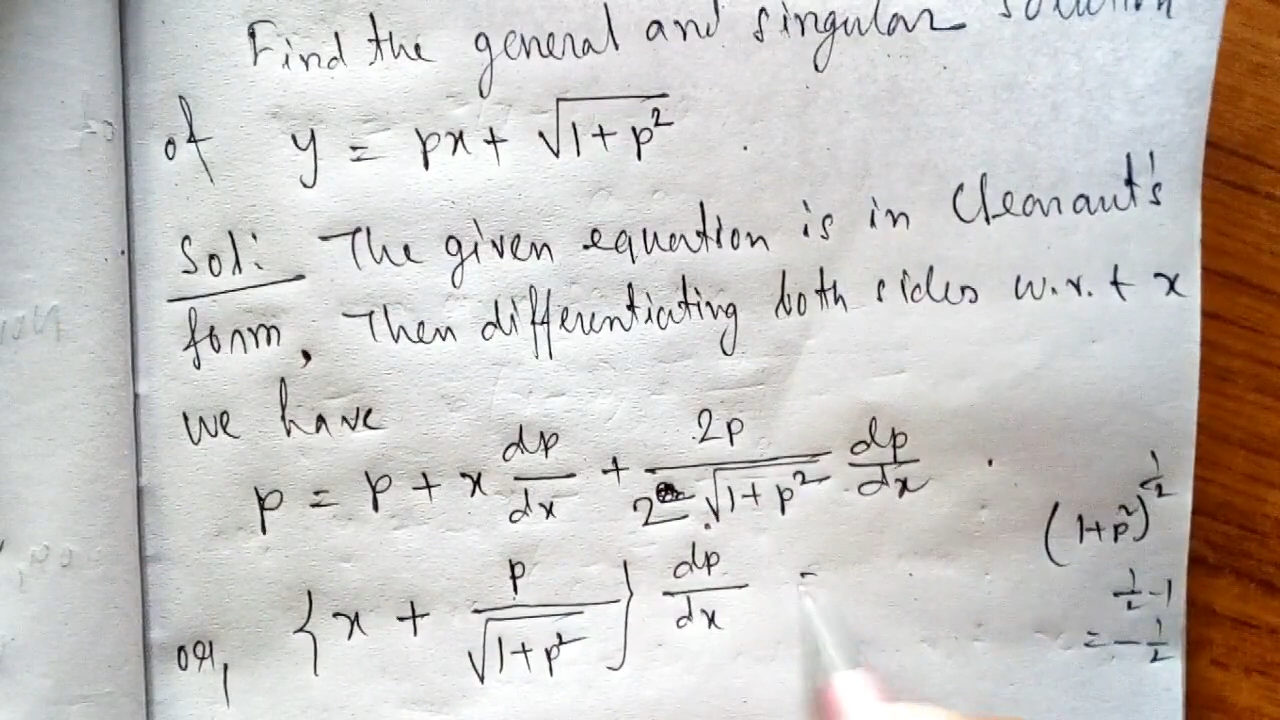 Find the general and singular solution
of y = px + √1+p²
Sol: The given equation is in Clearaut's
form, Then differentiating both sides w.r.t x
we have
p = p + x dp/dx + 2p/2√1+p² dp/dx
(1+p²)^1/2
1/2-1
= -1/2
or, {x + p/√1+p²} dp/dx =